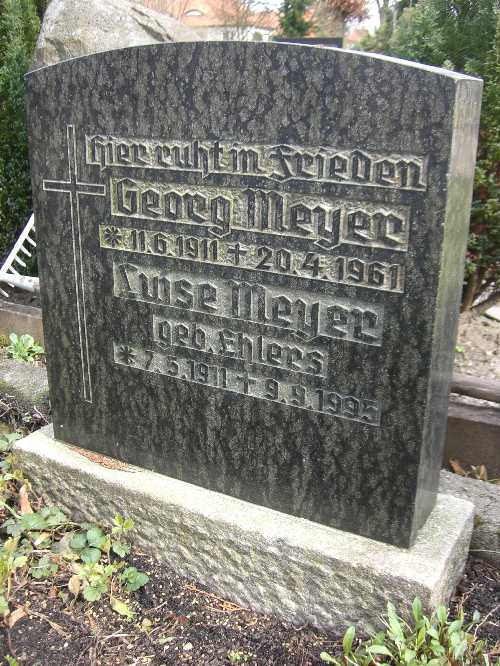 Hier ruht in Frieden
Georg Meyer
* 11.6.1911 + 20.4.1961
Luise Meyer
geb. Ehlers
* 7.5.1911 + 9.9.1995